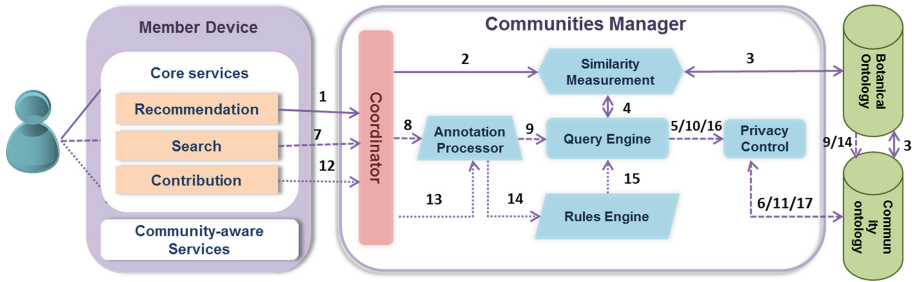 Member Device
Core services
Recommendation
Search
Contribution
Community-aware
Services
1
7
12
Communities Manager
Coordinator
2
Similarity
Measurement
3
4
8
Annotation
Processor
9
Query Engine
5/10/16
Privacy
Control
13
14
15
Rules Engine
6/11/17
Botanical
Ontology
9/14
3
Commun
ity
ontology